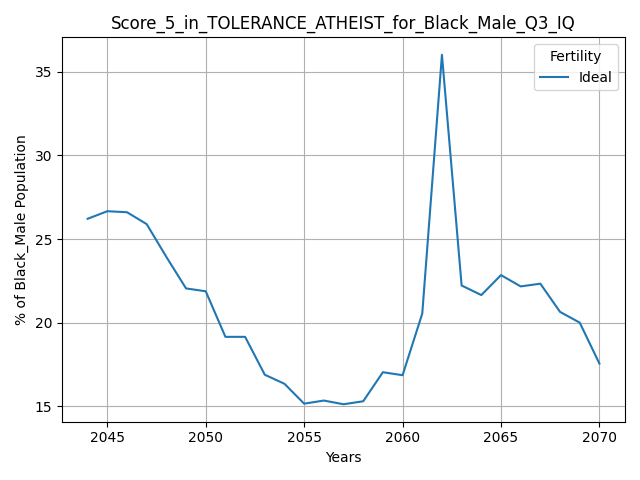 Score_5_in_TOLERANCE_ATHEIST_for_Black_Male_Q3_IQ
Fertility
Ideal
% of Black_Male Population
35
30
25
20
15
2045 2050 2055 2060 2065 2070
Years